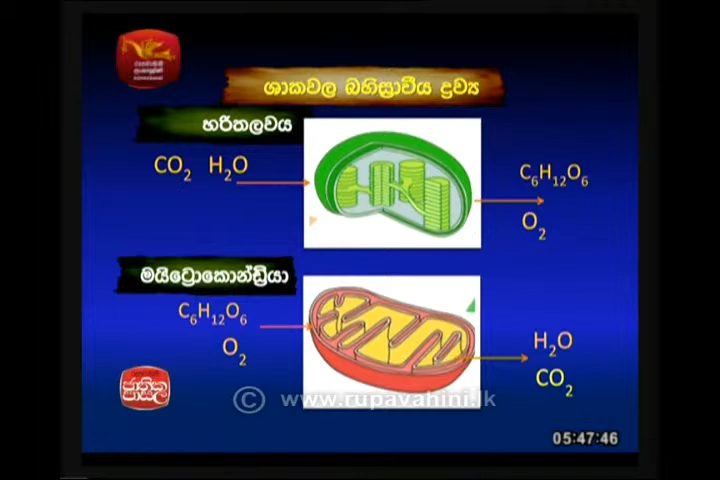 ශාකවල බහිස්‍රාවීය ද්‍රව්‍ය
හරිතලවය
CO₂ H₂O
C₆H₁₂O₆
O₂
මයිට්‍රොකොන්ඩ්‍රියා
C₆H₁₂O₆
O₂
H₂O
CO₂
ජාතික
පාසල
© www.rupavahini.lk
05:47:46